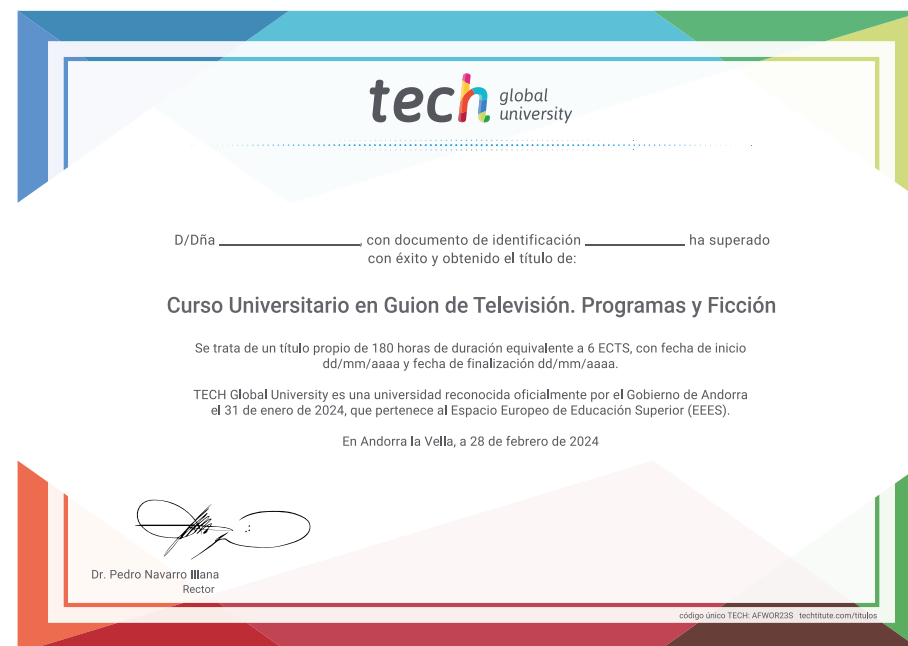 tech global university
D/Dña ____________________, con documento de identificación ______________ ha superado
con éxito y obtenido el título de:
Curso Universitario en Guion de Televisión. Programas y Ficción
Se trata de un título propio de 180 horas de duración equivalente a 6 ECTS, con fecha de inicio
dd/mm/aaaa y fecha de finalización dd/mm/aaaa.
TECH Global University es una universidad reconocida oficialmente por el Gobierno de Andorra
el 31 de enero de 2024, que pertenece al Espacio Europeo de Educación Superior (EEES).
En Andorra la Vella, a 28 de febrero de 2024
Dr. Pedro Navarro Illana
Rector
código único TECH: AFWOR23S techtitute.com/titulos